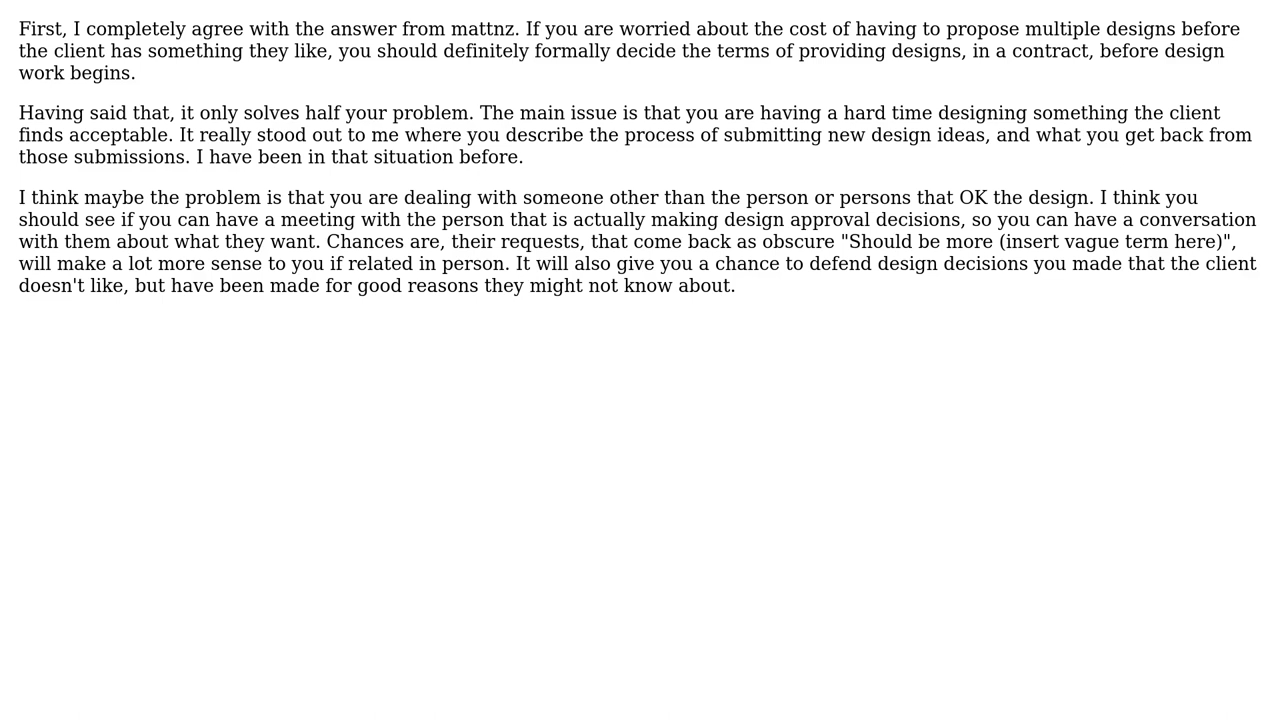 First, I completely agree with the answer from mattnz. If you are worried about the cost of having to propose multiple designs before
the client has something they like, you should definitely formally decide the terms of providing designs, in a contract, before design
work begins.
Having said that, it only solves half your problem. The main issue is that you are having a hard time designing something the client
finds acceptable. It really stood out to me where you describe the process of submitting new design ideas, and what you get back from
those submissions. I have been in that situation before.
I think maybe the problem is that you are dealing with someone other than the person or persons that OK the design. I think you
should see if you can have a meeting with the person that is actually making design approval decisions, so you can have a conversation
with them about what they want. Chances are, their requests, that come back as obscure "Should be more (insert vague term here)",
will make a lot more sense to you if related in person. It will also give you a chance to defend design decisions you made that the client
doesn't like, but have been made for good reasons they might not know about.